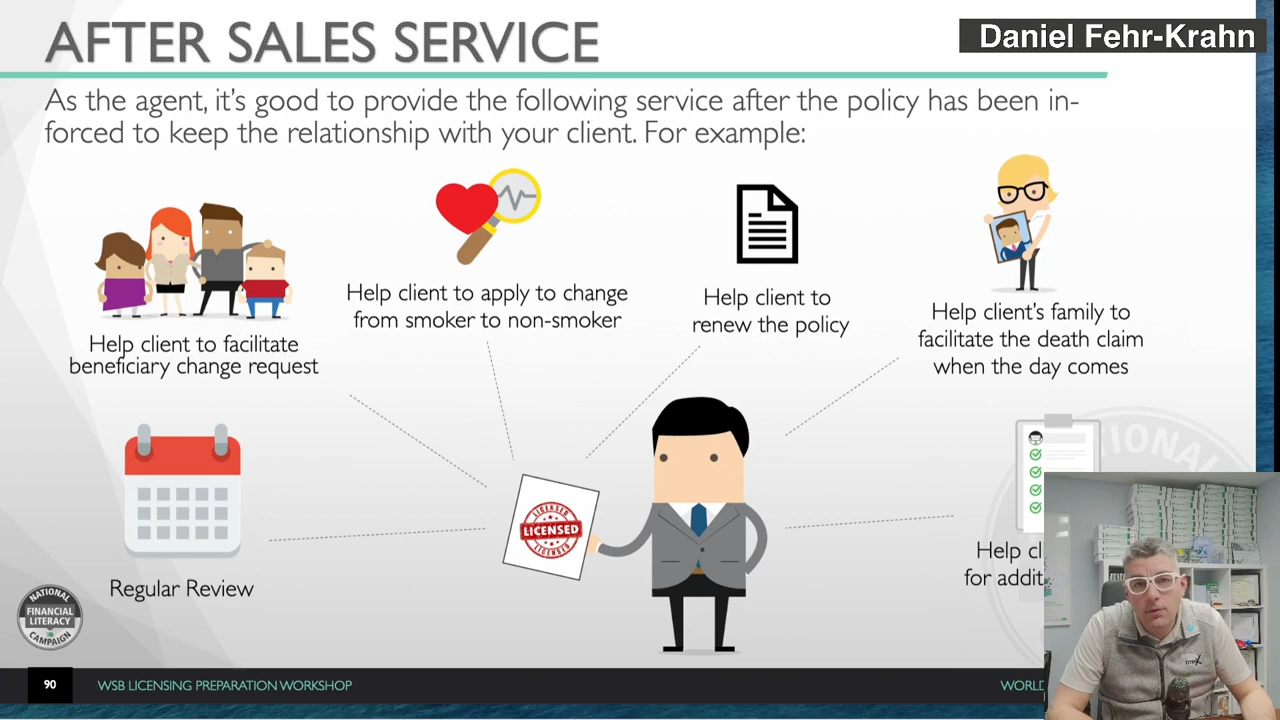 AFTER SALES SERVICE
Daniel Fehr-Krahn
As the agent, it's good to provide the following service after the policy has been in-
forced to keep the relationship with your client. For example:
Help client to facilitate
beneficiary change request
Help client to apply to change
from smoker to non-smoker
Help client to
renew the policy
Help client's family to
facilitate the death claim
when the day comes
Regular Review
LICENSED
LICENSED
LICENSED
Help cl
for addit
NATIONAL
FINANCIAL
LITERACY
CAMPAIGN
90
WSB LICENSING PREPARATION WORKSHOP
WORLD